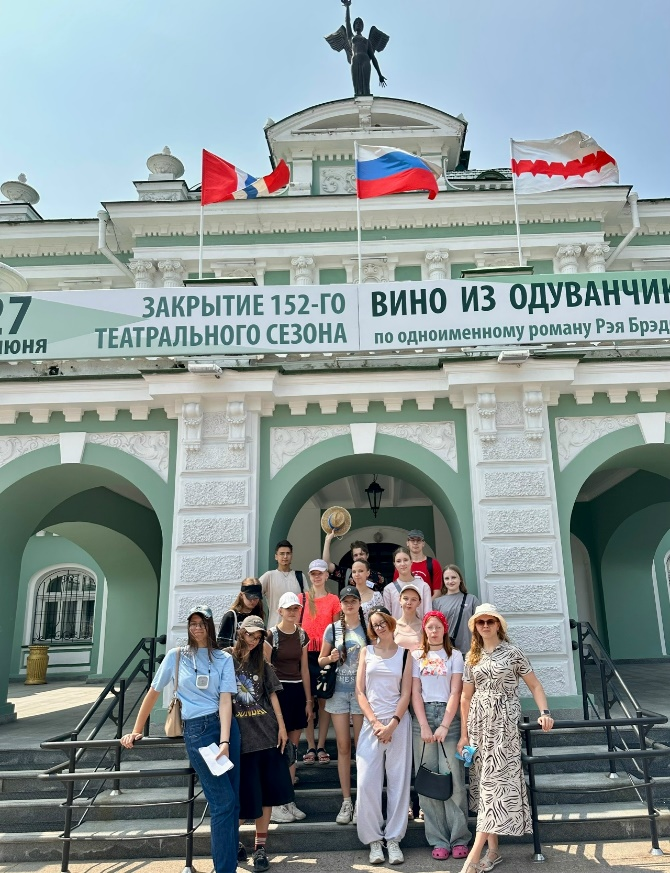 27
ИЮНЯ
ЗАКРЫТИЕ 152-ГО
ТЕАТРАЛЬНОГО СЕЗОНА
ВИНО ИЗ ОДУВАНЧИК
по одноименному роману Рэя Брэд